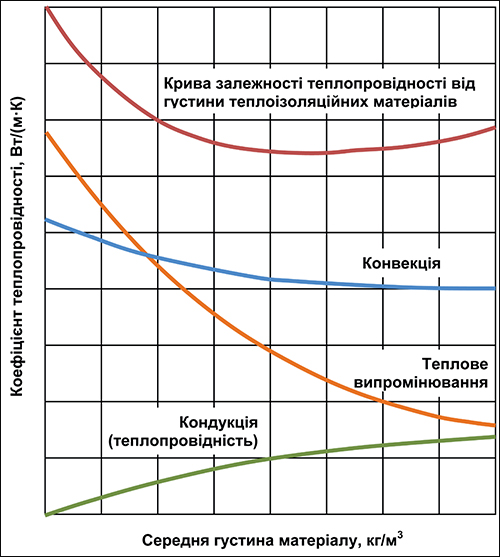 Крива залежності теплопровідності від
густини теплоізоляційних матеріалів
Коефіцієнт теплопровідності, Вт/(м·К)
Конвекція
Теплове
випромінювання
Кондукція
(теплопровідність)
Середня густина матеріалу, кг/м³